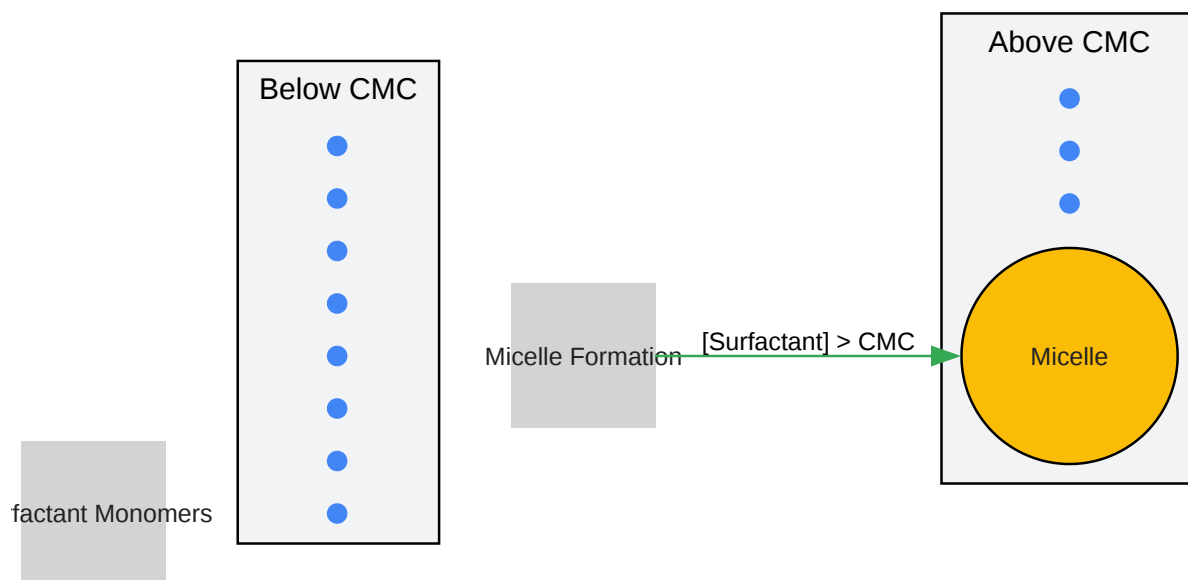 Below CMC
Above CMC
[Surfactant] > CMC
Micelle Formation
Micelle
factant Monomers